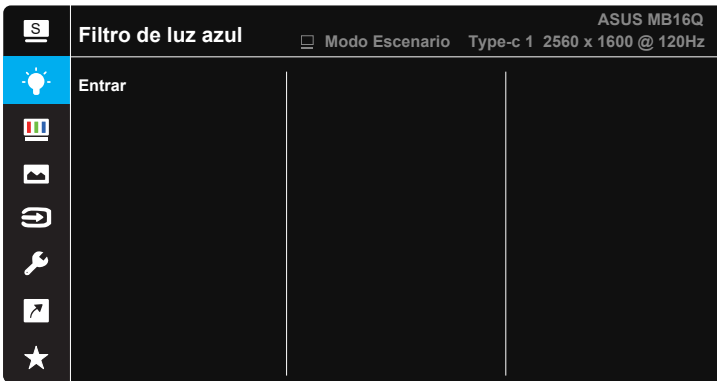 S
Filtro de luz azul
ASUS MB16Q
Modo Escenario Type-c 1 2560 x 1600 @ 120Hz
Entrar